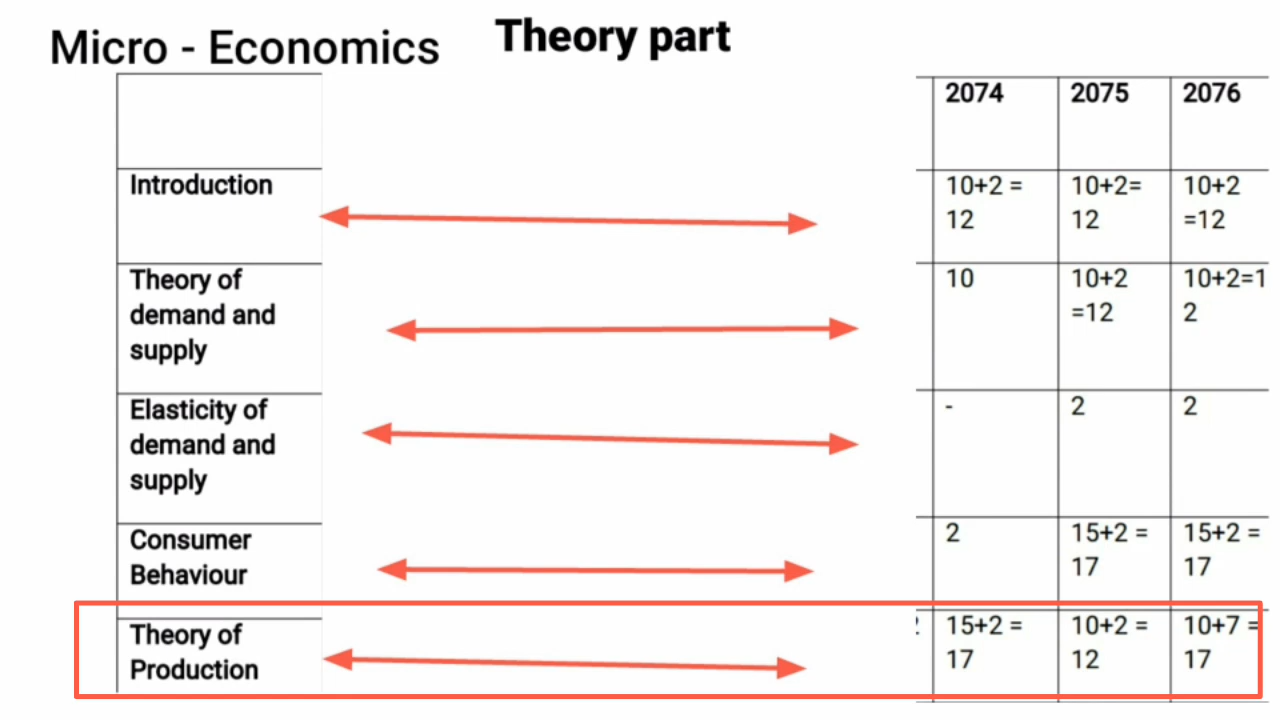 Micro - Economics
Theory part
2074
2075
2076
Introduction
10+2 =
12
10+2=
12
10+2
=12
Theory of
demand and
supply
10
10+2
=12
10+2=1
2
Elasticity of
demand and
supply
-
2
2
Consumer
Behaviour
2
15+2 =
17
15+2 =
17
Theory of
Production
15+2 =
17
10+2 =
12
10+7 =
17